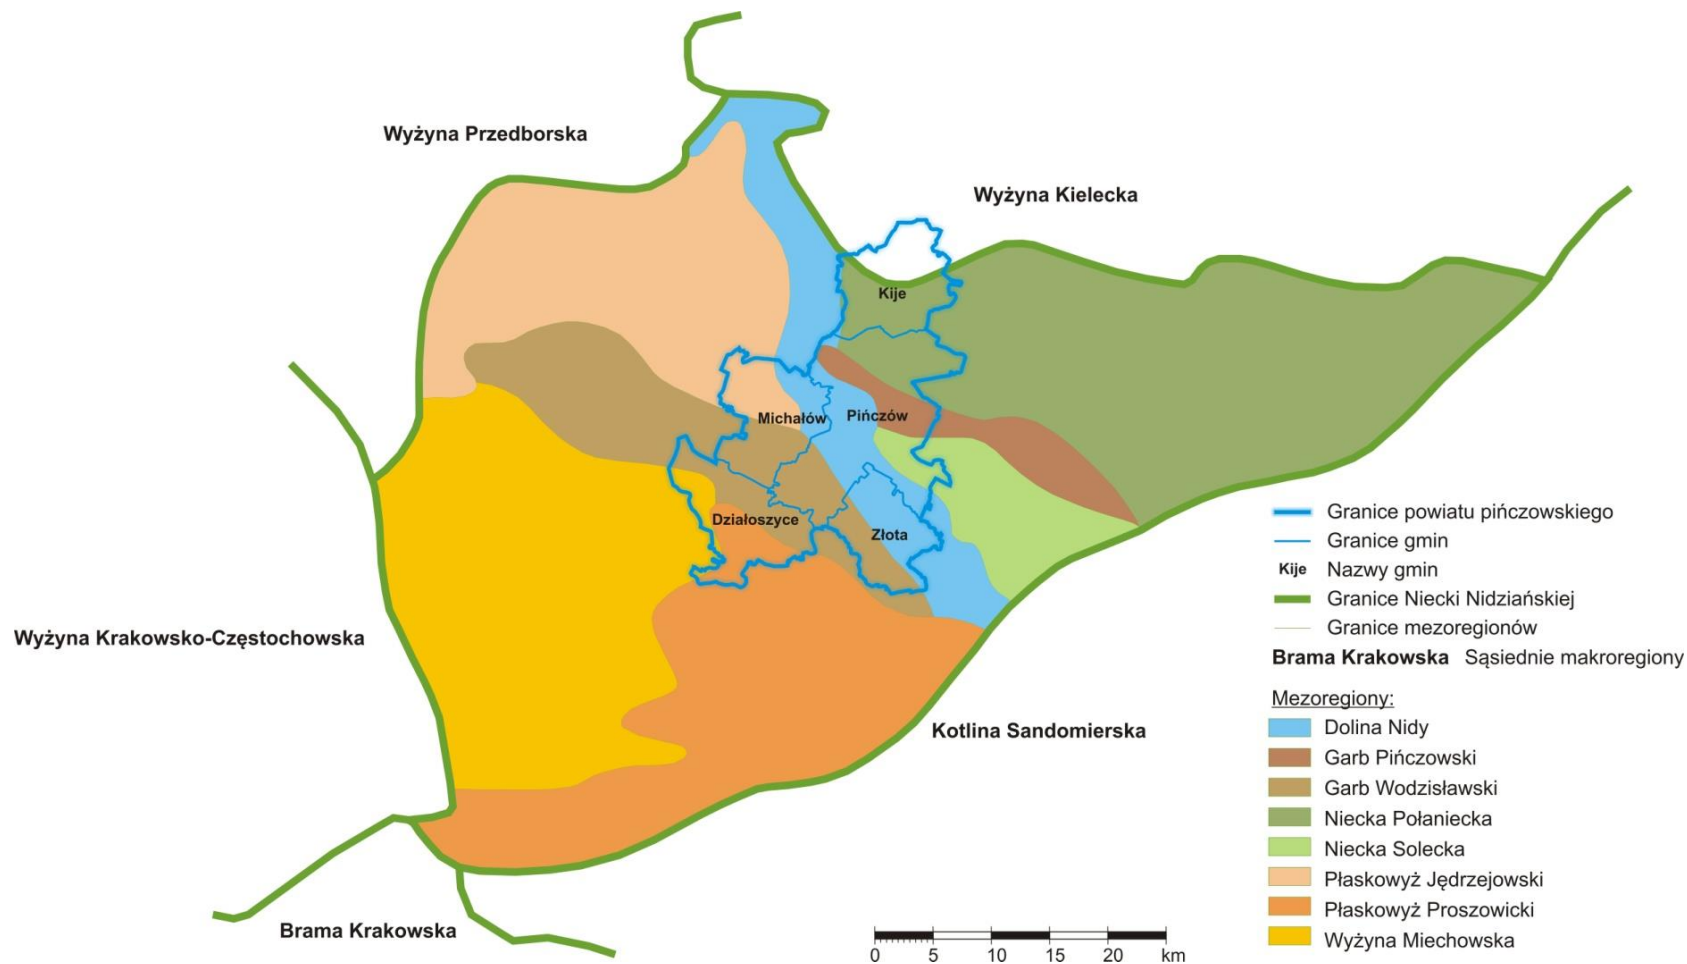 Wyżyna Przedborska
Wyżyna Kielecka
Kije
Michałów
Pińczów
Działoszyce
Złota
Wyżyna Krakowsko-Częstochowska
Kotlina Sandomierska
Brama Krakowska
Granice powiatu pińczowskiego
Granice gmin
Kije Nazwy gmin
Granice Niecki Nidziańskiej
Granice mezoregionów
Brama Krakowska Sąsiednie makroregiony
Mezoregiony:
Dolina Nidy
Garb Pińczowski
Garb Wodzisławski
Niecka Połaniecka
Niecka Solecka
Płaskowyż Jędrzejowski
Płaskowyż Proszowicki
Wyżyna Miechowska
0 5 10 15 20 km